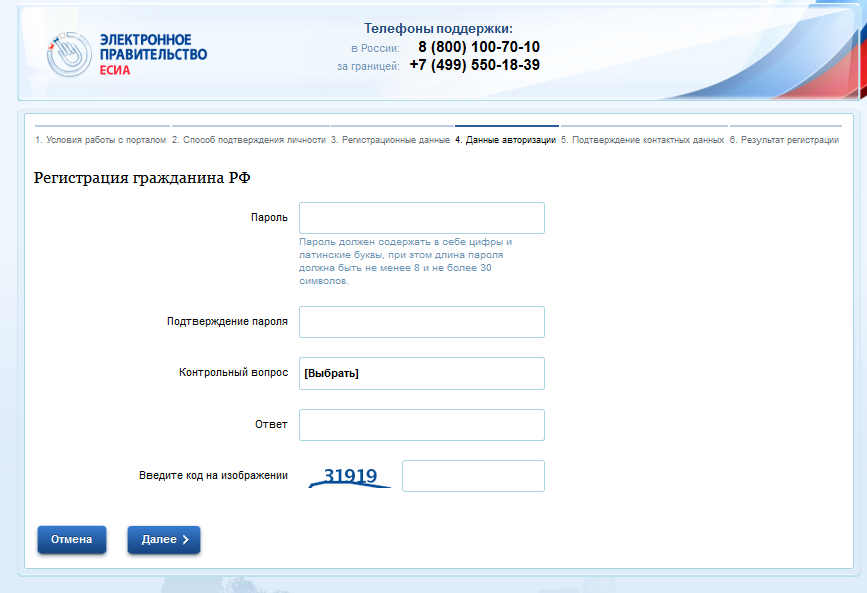 ЭЛЕКТРОННОЕ
ПРАВИТЕЛЬСТВО
ЕСИА
Телефоны поддержки:
в России: 8 (800) 100-70-10
за границей: +7 (499) 550-18-39
1. Условия работы с порталом 2. Способ подтверждения личности 3. Регистрационные данные 4. Данные авторизации 5. Подтверждение контактных данных 6. Результат регистрации
Регистрация гражданина РФ
Пароль
Пароль должен содержать в себе цифры и
латинские буквы, при этом длина пароля
должна быть не менее 8 и не более 30
символов.
Подтверждение пароля
Контрольный вопрос [Выбрать]
Ответ
Введите код на изображении 31919
Отмена Далее